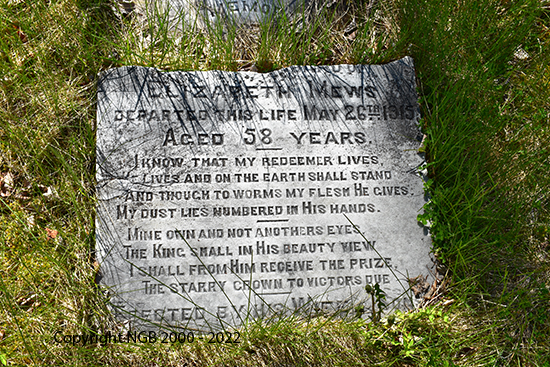 MEMORY
ELIZABETH MEWS
DEPARTED THIS LIFE MAY 26TH 1915
AGED 58 YEARS.
I KNOW, THAT MY REDEEMER LIVES,
LIVES AND ON THE EARTH SHALL STAND
AND THOUGH TO WORMS MY FLESH HE GIVES
MY DUST LIES NUMBERED IN HIS HANDS.
MINE OWN AND NOT ANOTHERS EYES
THE KING SHALL IN HIS BEAUTY VIEW
I SHALL FROM HIM RECEIVE THE PRIZE
THE STARRY CROWN TO VICTORS DUE
ERECTED BY HIS
Copyright NGB 2000 - 2022